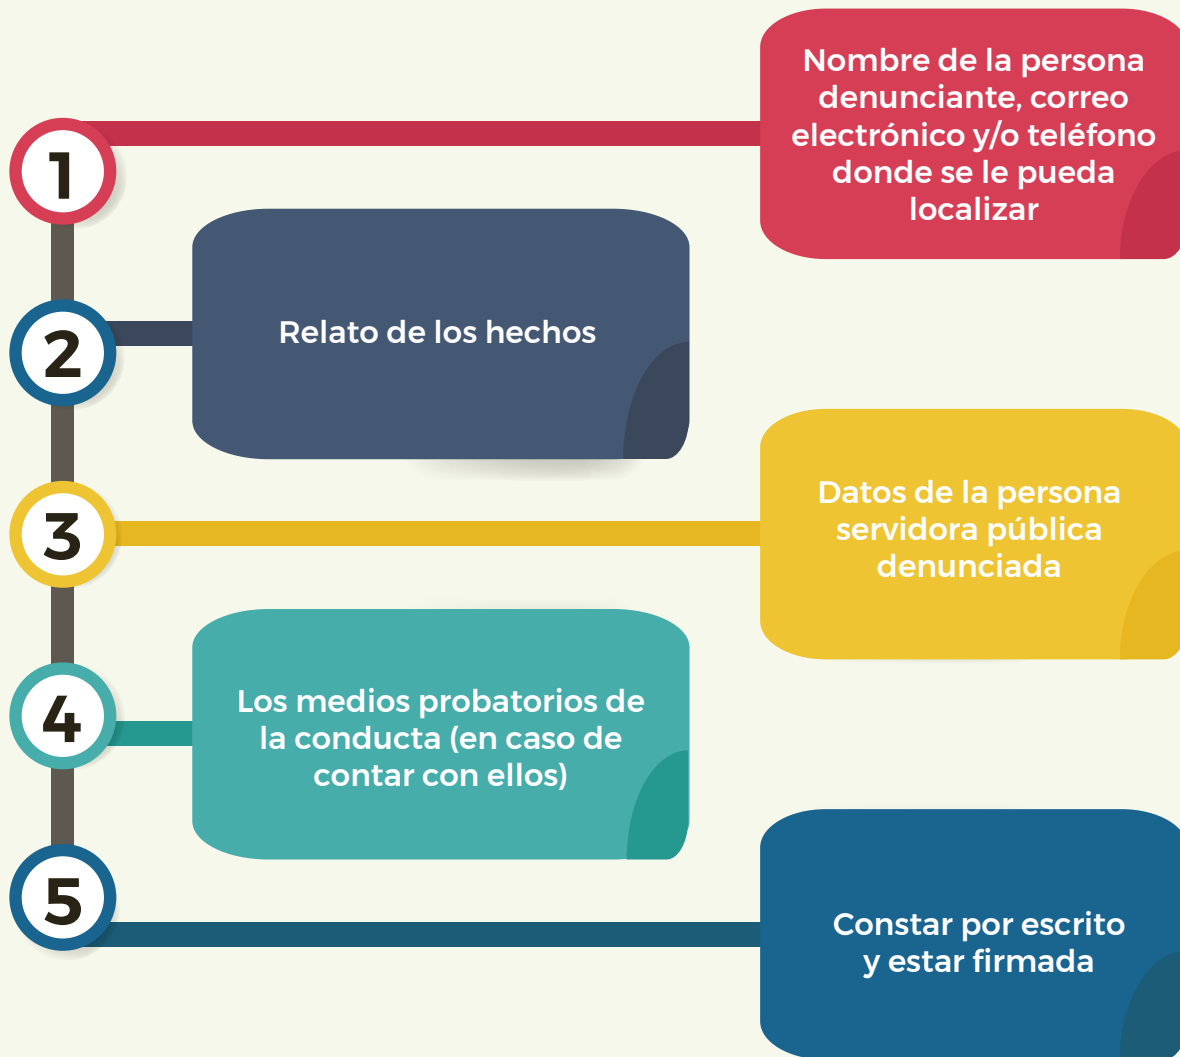 1
Nombre de la persona
denunciante, correo
electrónico y/o teléfono
donde se le pueda
localizar
2
Relato de los hechos
3
Datos de la persona
servidora pública
denunciada
4
Los medios probatorios de
la conducta (en caso de
contar con ellos)
5
Constar por escrito
y estar firmada